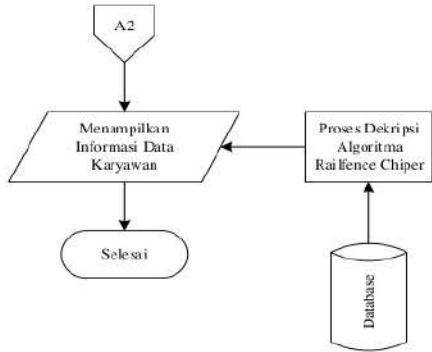 A2
Menampilkan
Informasi Data
Karyawan
Proses Dekripsi
Algoritma
Railfence Chiper
Selesai
Database